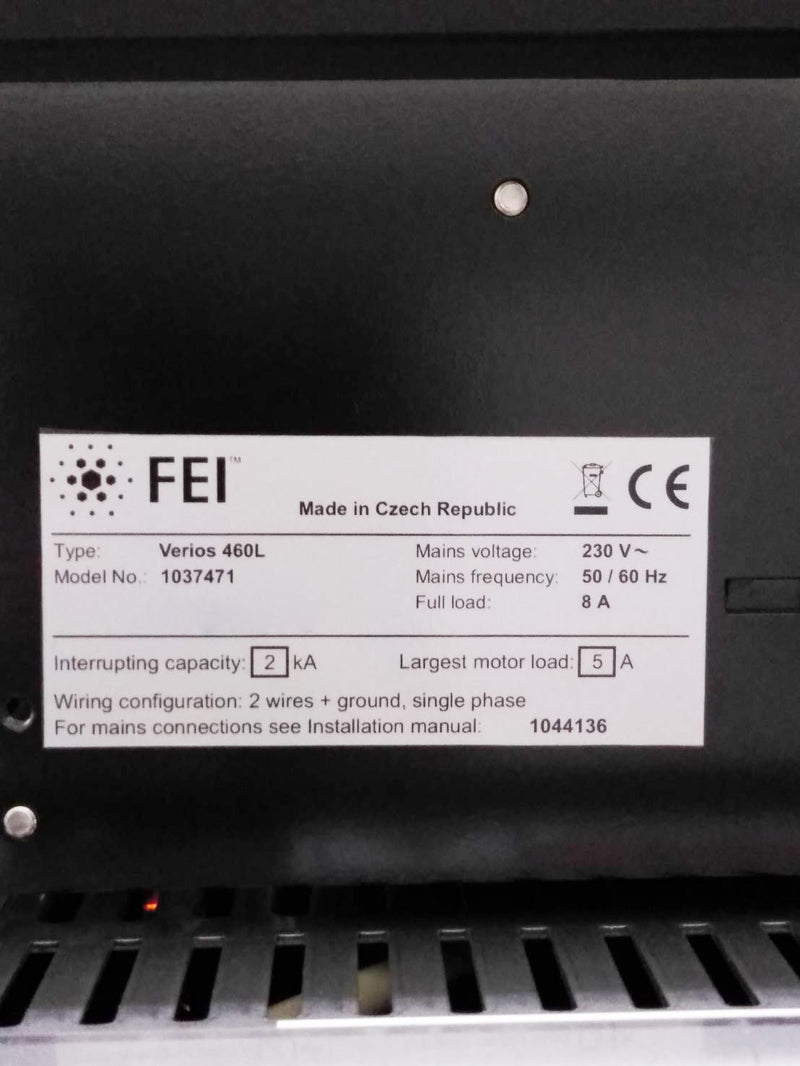 FEI™
Made in Czech Republic
CE
Type: Verios 460L
Model No.: 1037471
Mains voltage: 230 V~
Mains frequency: 50 / 60 Hz
Full load: 8 A
Interrupting capacity: 2 kA Largest motor load: 5 A
Wiring configuration: 2 wires + ground, single phase
For mains connections see Installation manual: 1044136